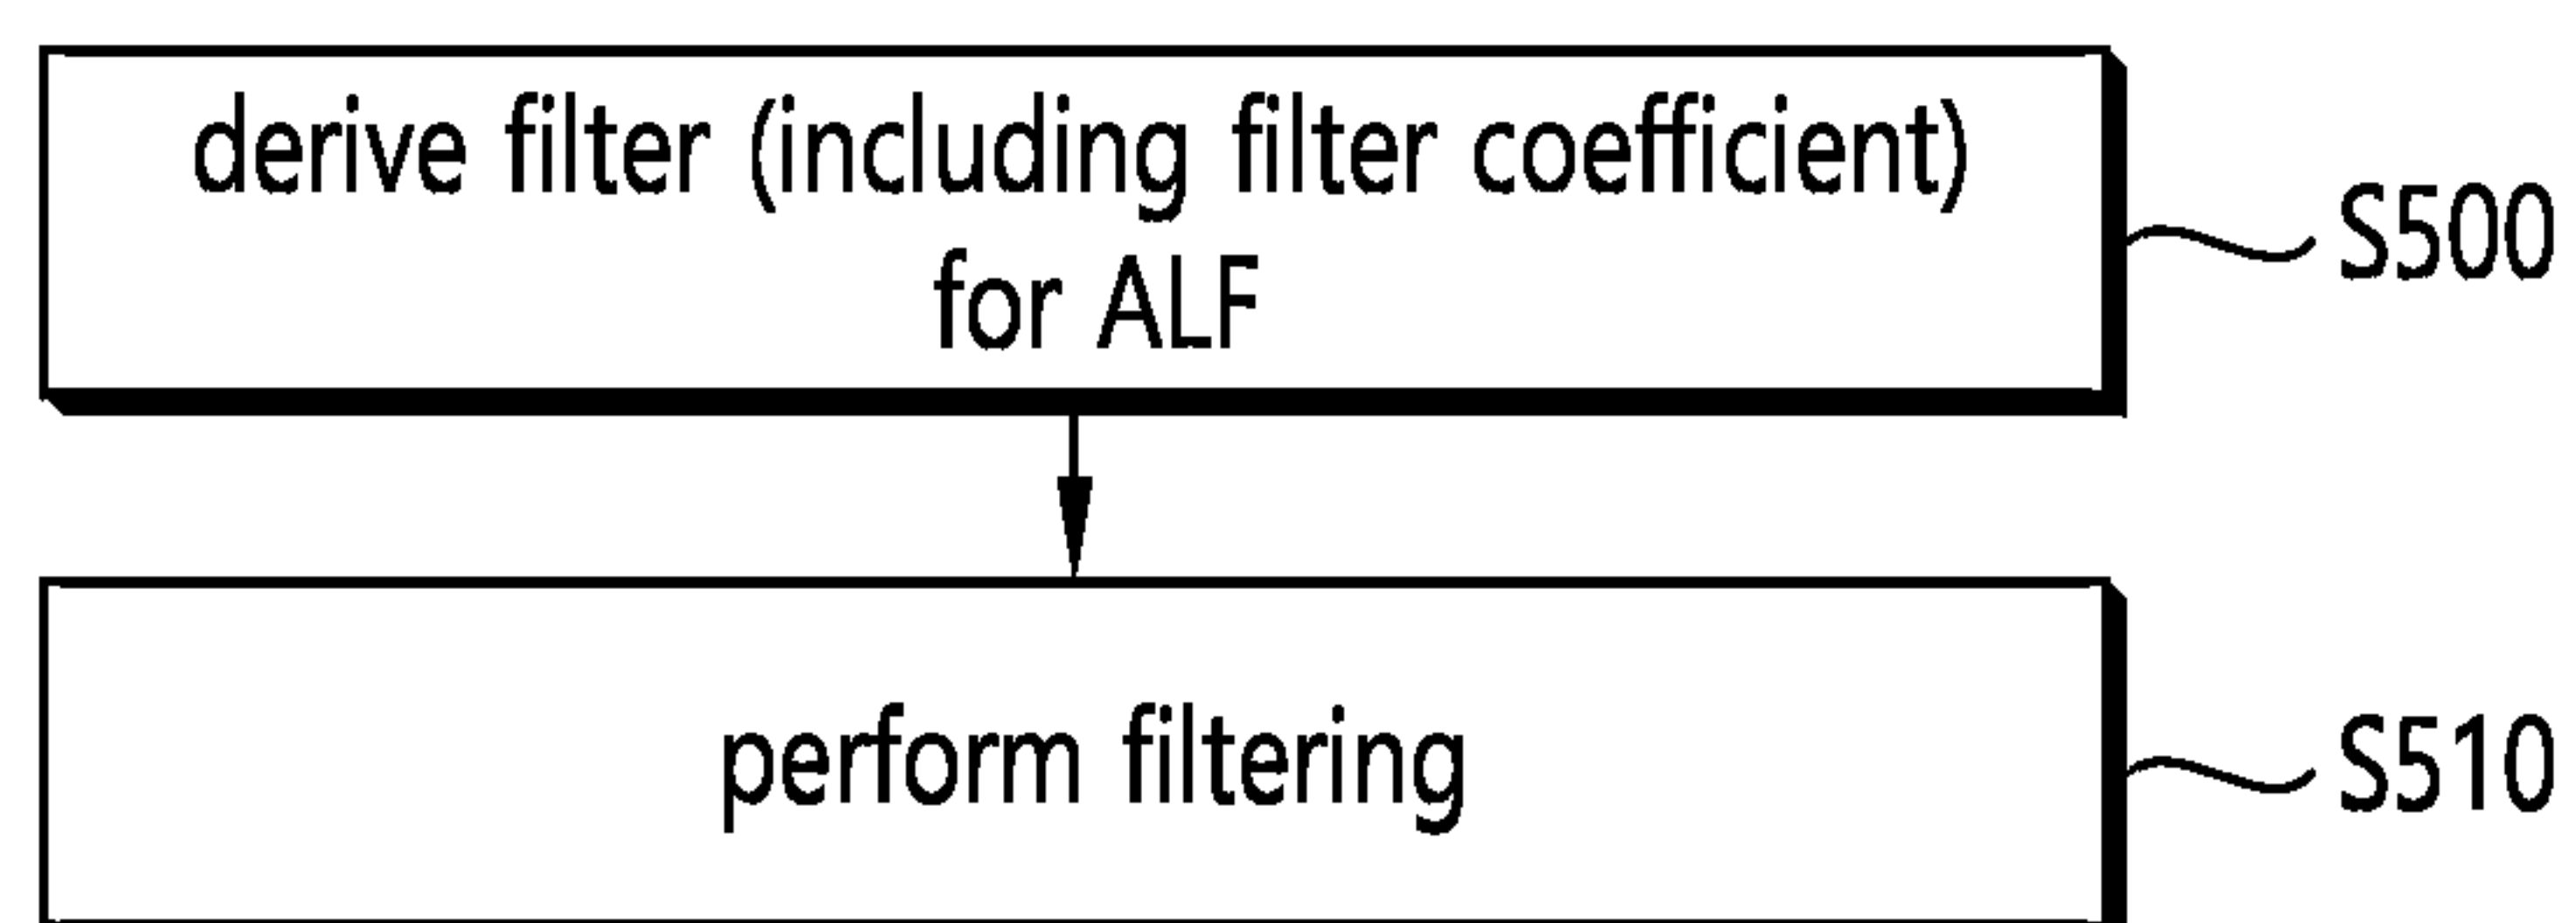 derive filter (including filter coefficient)
for ALF
S500
perform filtering
S510